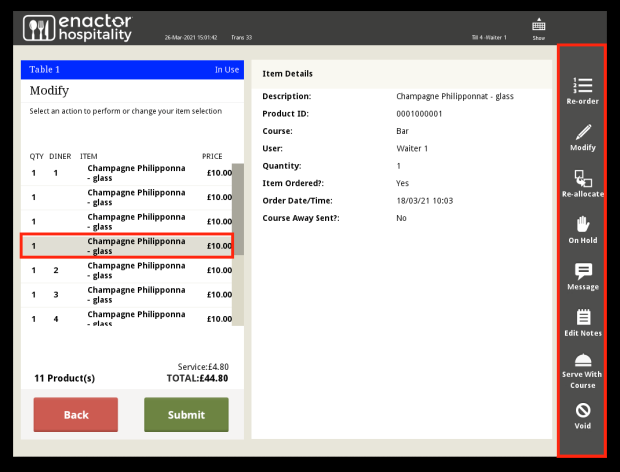 enactor
hospitality
26-Mar-2021 15:01:42 Trans 33
Till 4 -Waiter 1
Show
Table 1 In Use
Modify
Select an action to perform or change your item selection
QTY DINER ITEM PRICE
1 1 Champagne Philipponna £10.00
- glass
1 Champagne Philipponna £10.00
- glass
1 Champagne Philipponna £10.00
- glass
1 Champagne Philipponna £10.00
- glass
1 2 Champagne Philipponna £10.00
- glass
1 3 Champagne Philipponna £10.00
- glass
1 4 Champagne Philipponna £10.00
- glass
Service:£4.80
11 Product(s) TOTAL:£44.80
Back Submit
Item Details
Description: Champagne Philipponnat - glass
Product ID: 0001000001
Course: Bar
User: Waiter 1
Quantity: 1
Item Ordered?: Yes
Order Date/Time: 18/03/21 10:03
Course Away Sent?: No
Re-order
Modify
Re-allocate
On Hold
Message
Edit Notes
Serve With
Course
Void